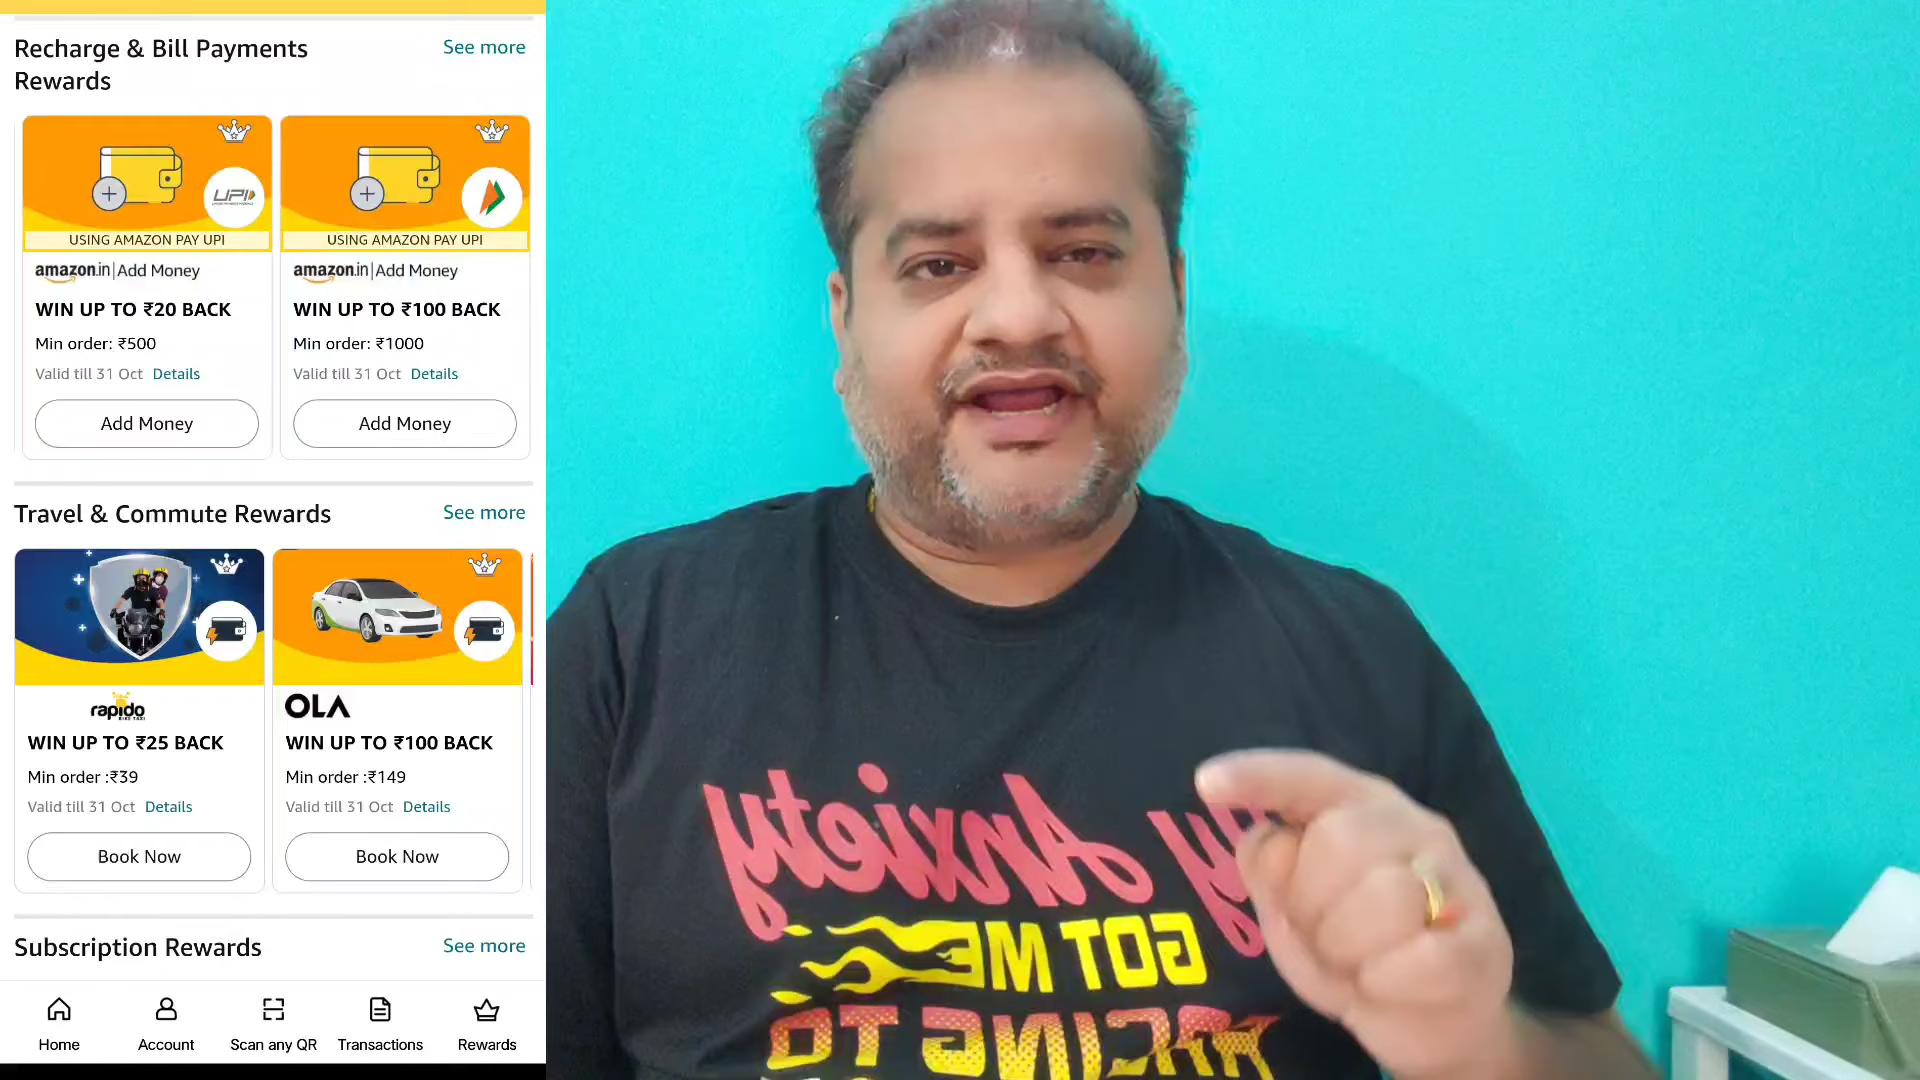 Recharge & Bill Payments
Rewards
See more
UPI
USING AMAZON PAY UPI
USING AMAZON PAY UPI
amazon.in|Add Money
amazon.in|Add Money
WIN UP TO ₹20 BACK
WIN UP TO ₹100 BACK
Min order: ₹500
Min order: ₹1000
Valid till 31 Oct Details
Valid till 31 Oct Details
Add Money
Add Money
Travel & Commute Rewards
See more
rapido
BIKE TAXI
OLA
WIN UP TO ₹25 BACK
WIN UP TO ₹100 BACK
Min order :₹39
Min order :₹149
Valid till 31 Oct Details
Valid till 31 Oct Details
Book Now
Book Now
Subscription Rewards
See more
Home
Account
Scan any QR
Transactions
Rewards
My Anxiety
GOT ME
TO